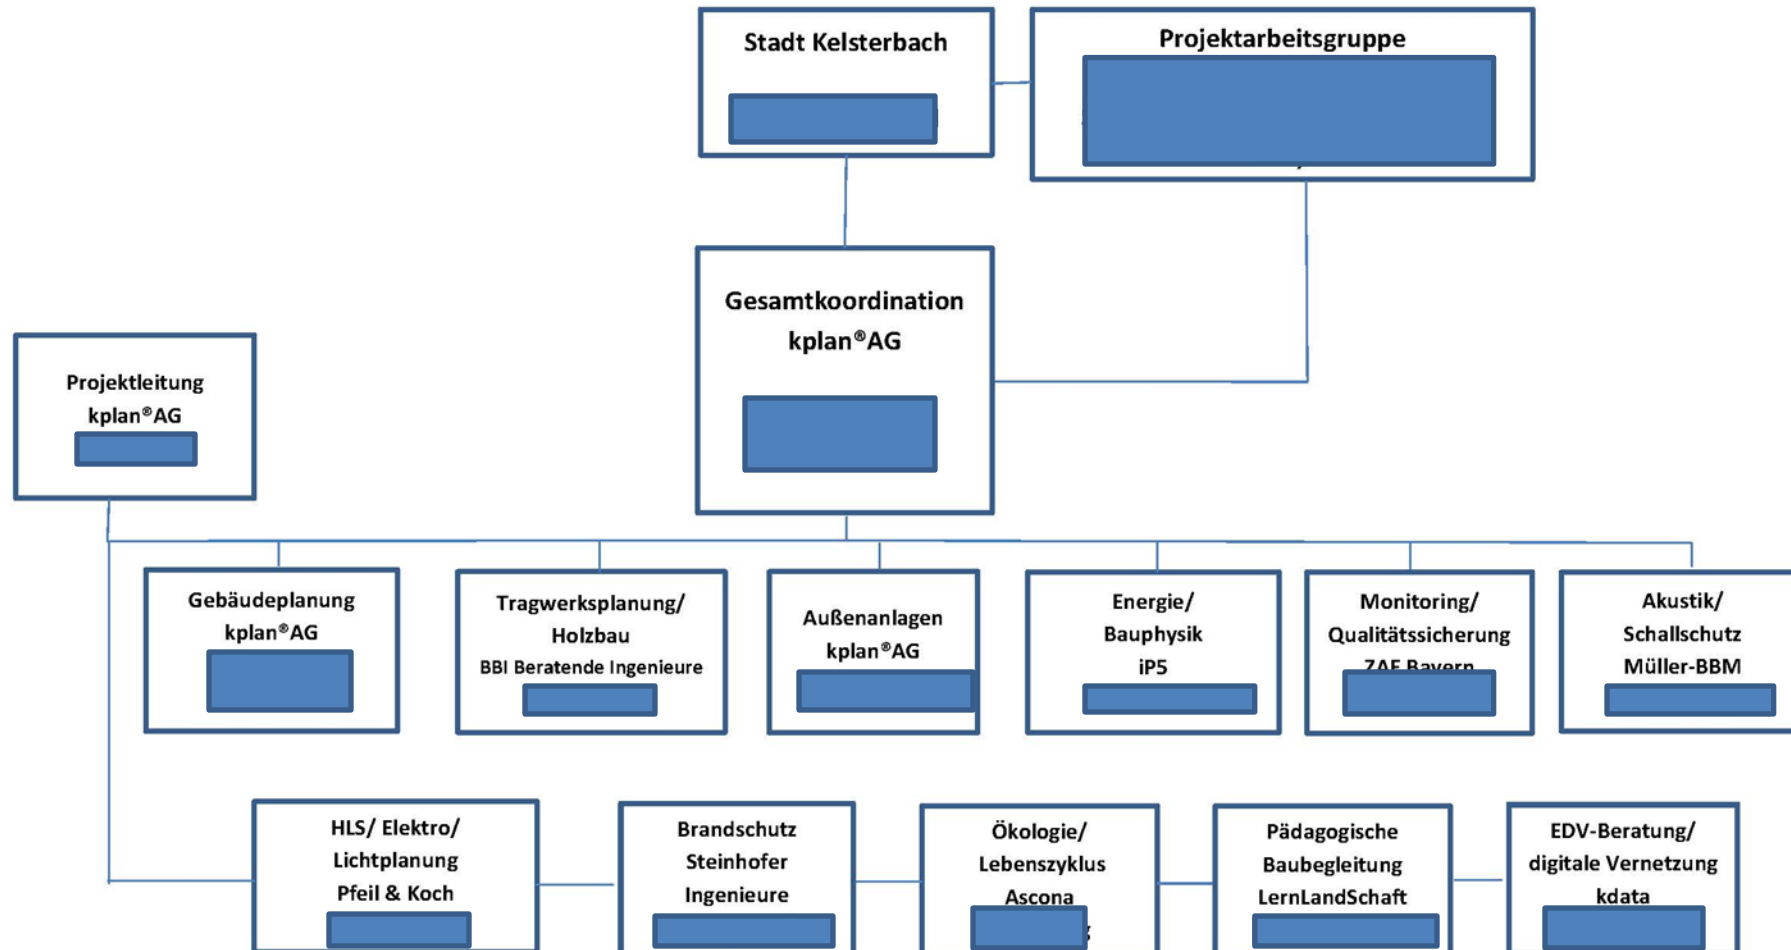 Stadt Kelsterbach
Projektarbeitsgruppe
Gesamtkoordination
kplan®AG
Projektleitung
kplan®AG
Gebäudeplanung
kplan®AG
Tragwerksplanung/
Holzbau
BBI Beratende Ingenieure
Außenanlagen
kplan®AG
Energie/
Bauphysik
iP5
Monitoring/
Qualitätssicherung
ZAE Bayern
Akustik/
Schallschutz
Müller-BBM
HLS/ Elektro/
Lichtplanung
Pfeil & Koch
Brandschutz
Steinhofer
Ingenieure
Ökologie/
Lebenszyklus
Ascona
Pädagogische
Baubegleitung
LernLandSchaft
EDV-Beratung/
digitale Vernetzung
kdata